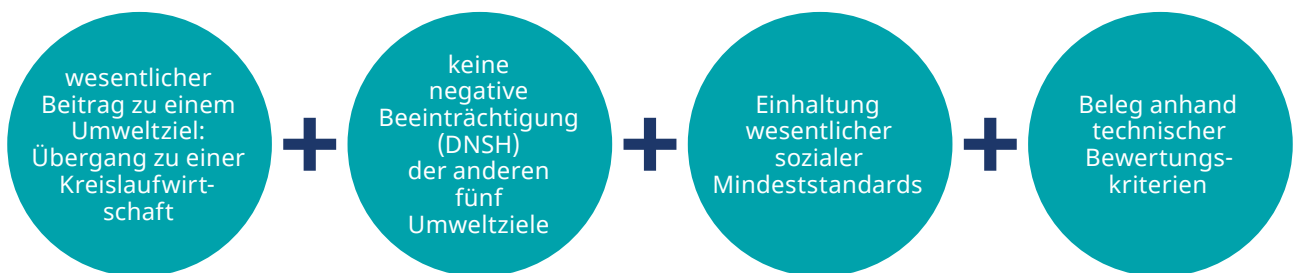 wesentlicher
Beitrag zu einem
Umweltziel:
Übergang zu einer
Kreislaufwirt-
schaft
keine
negative
Beeinträchtigung
(DNSH)
der anderen
fünf
Umweltziele
Einhaltung
wesentlicher
sozialer
Mindeststandards
Beleg anhand
technischer
Bewertungs-
kriterien